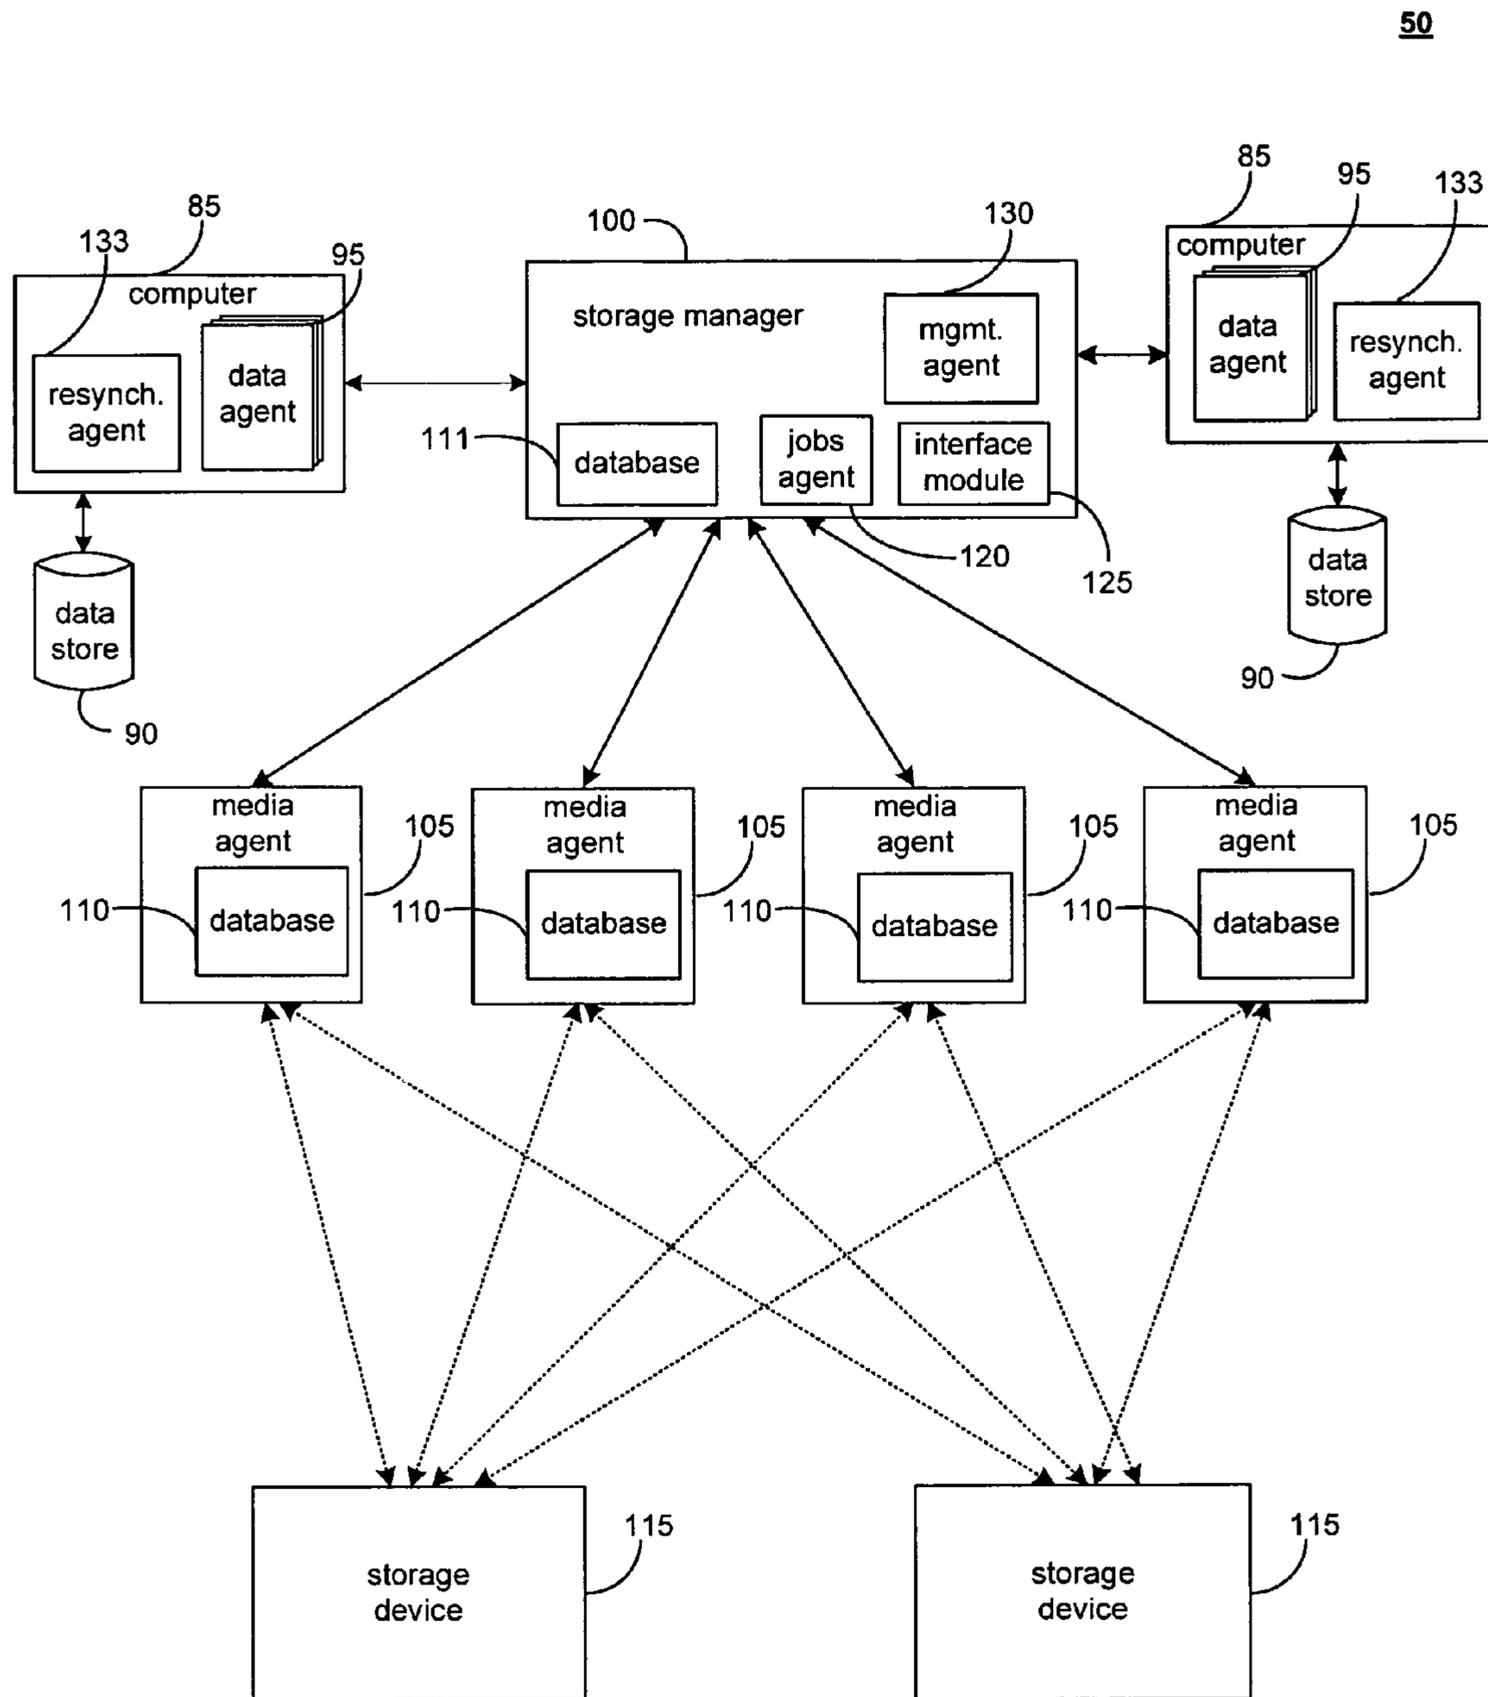 50
85
133
95
computer
resynch.
agent
data
agent
data
store
90
100
130
storage manager
mgmt.
agent
111
database
jobs
agent
interface
module
120
125
85
95
133
computer
data
agent
resynch.
agent
data
store
90
media
agent
105
110
database
media
agent
105
110
database
media
agent
105
110
database
media
agent
105
110
database
storage
device
115
storage
device
115